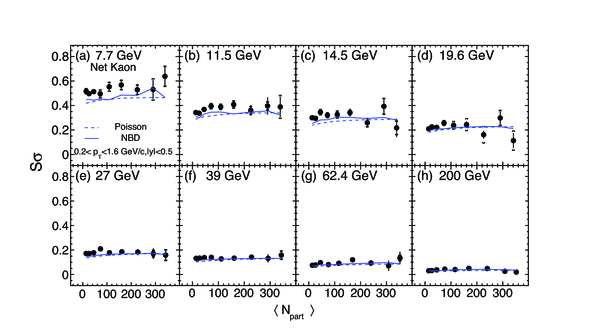 (a) 7.7 GeV
Net Kaon
(b) 11.5 GeV
(c) 14.5 GeV
(d) 19.6 GeV
0.8
0.6
0.4
0.2
0
Poisson
NBD
0.2< p_T <1.6 GeV/c,|y|<0.5
Sσ
(e) 27 GeV
(f) 39 GeV
(g) 62.4 GeV
(h) 200 GeV
0.8
0.6
0.4
0.2
0
0 100 200 300
0 100 200 300
0 100 200 300
0 100 200 300
⟨ N_part ⟩